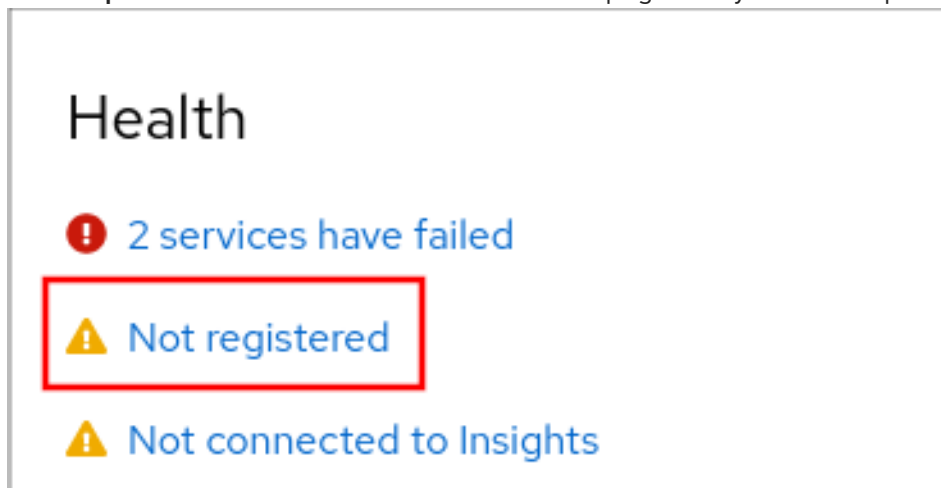 Health
2 services have failed
Not registered
Not connected to Insights